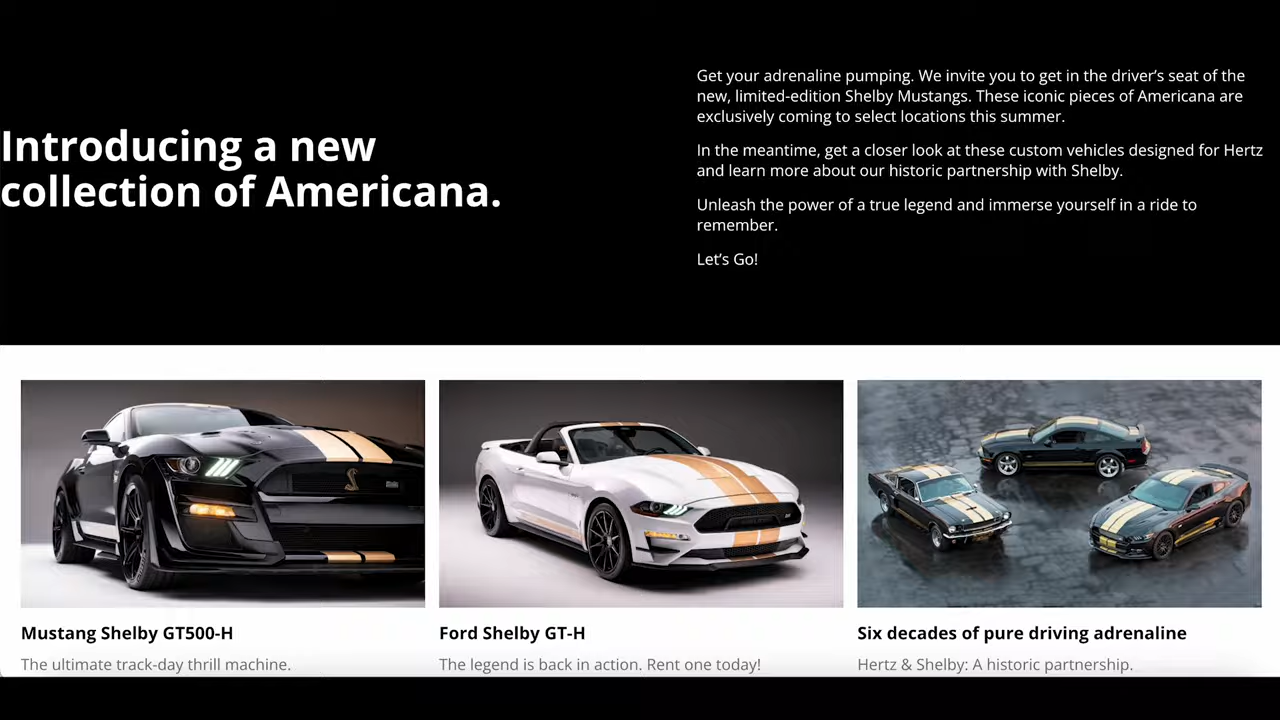 Introducing a new
collection of Americana.
Get your adrenaline pumping. We invite you to get in the driver’s seat of the
new, limited-edition Shelby Mustangs. These iconic pieces of Americana are
exclusively coming to select locations this summer.
In the meantime, get a closer look at these custom vehicles designed for Hertz
and learn more about our historic partnership with Shelby.
Unleash the power of a true legend and immerse yourself in a ride to
remember.
Let’s Go!
Mustang Shelby GT500-H
The ultimate track-day thrill machine.
Ford Shelby GT-H
The legend is back in action. Rent one today!
Six decades of pure driving adrenaline
Hertz & Shelby: A historic partnership.